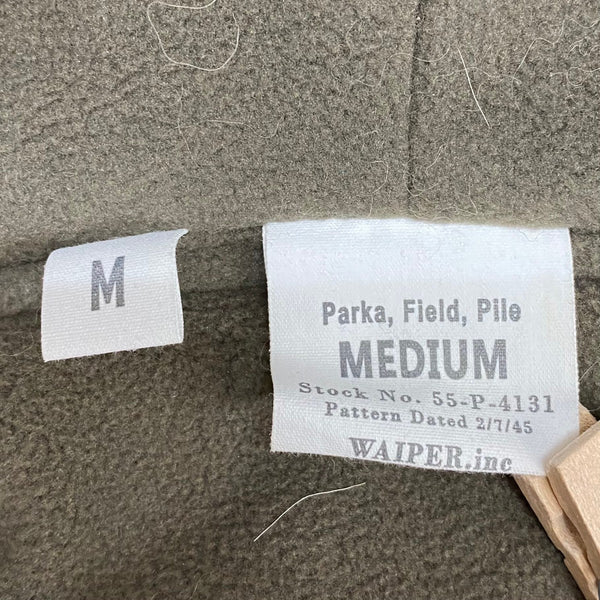 M
Parka, Field, Pile
MEDIUM
Stock No. 55-P-4131
Pattern Dated 2/7/45
WAIPER.inc